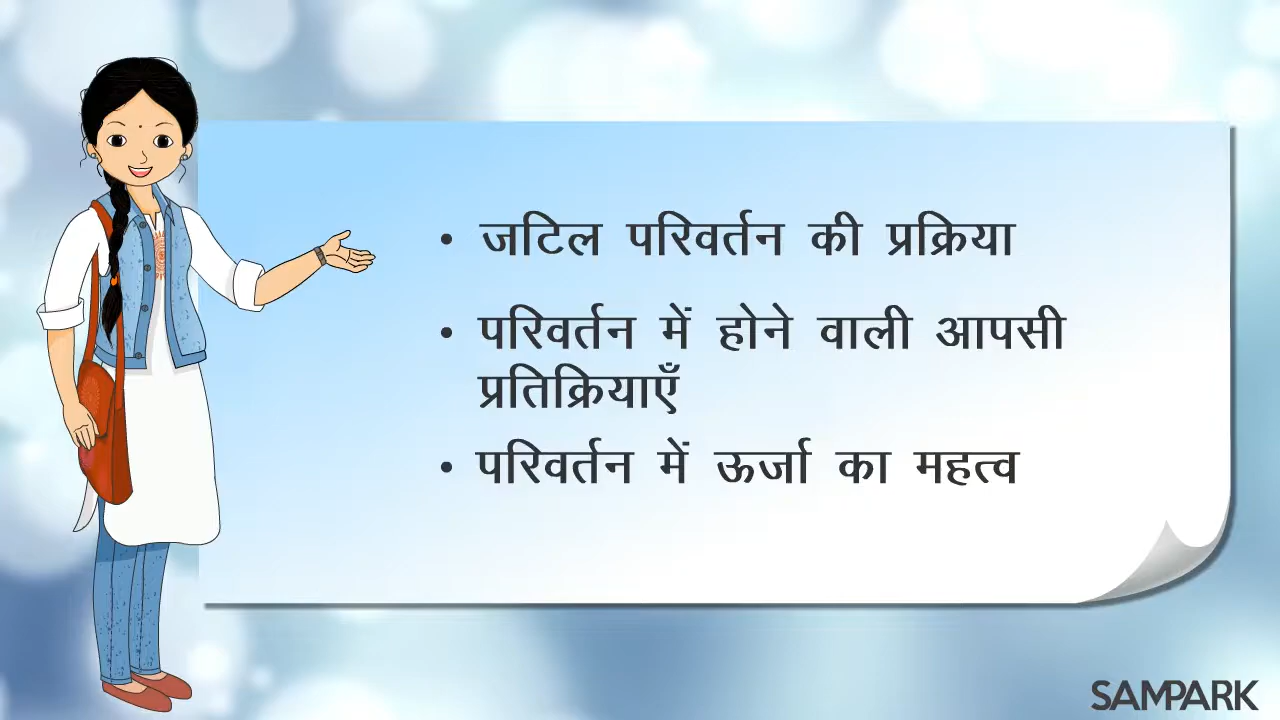 • जटिल परिवर्तन की प्रक्रिया
• परिवर्तन में होने वाली आपसी
प्रतिक्रियाएँ
• परिवर्तन में ऊर्जा का महत्व
SAMPARK